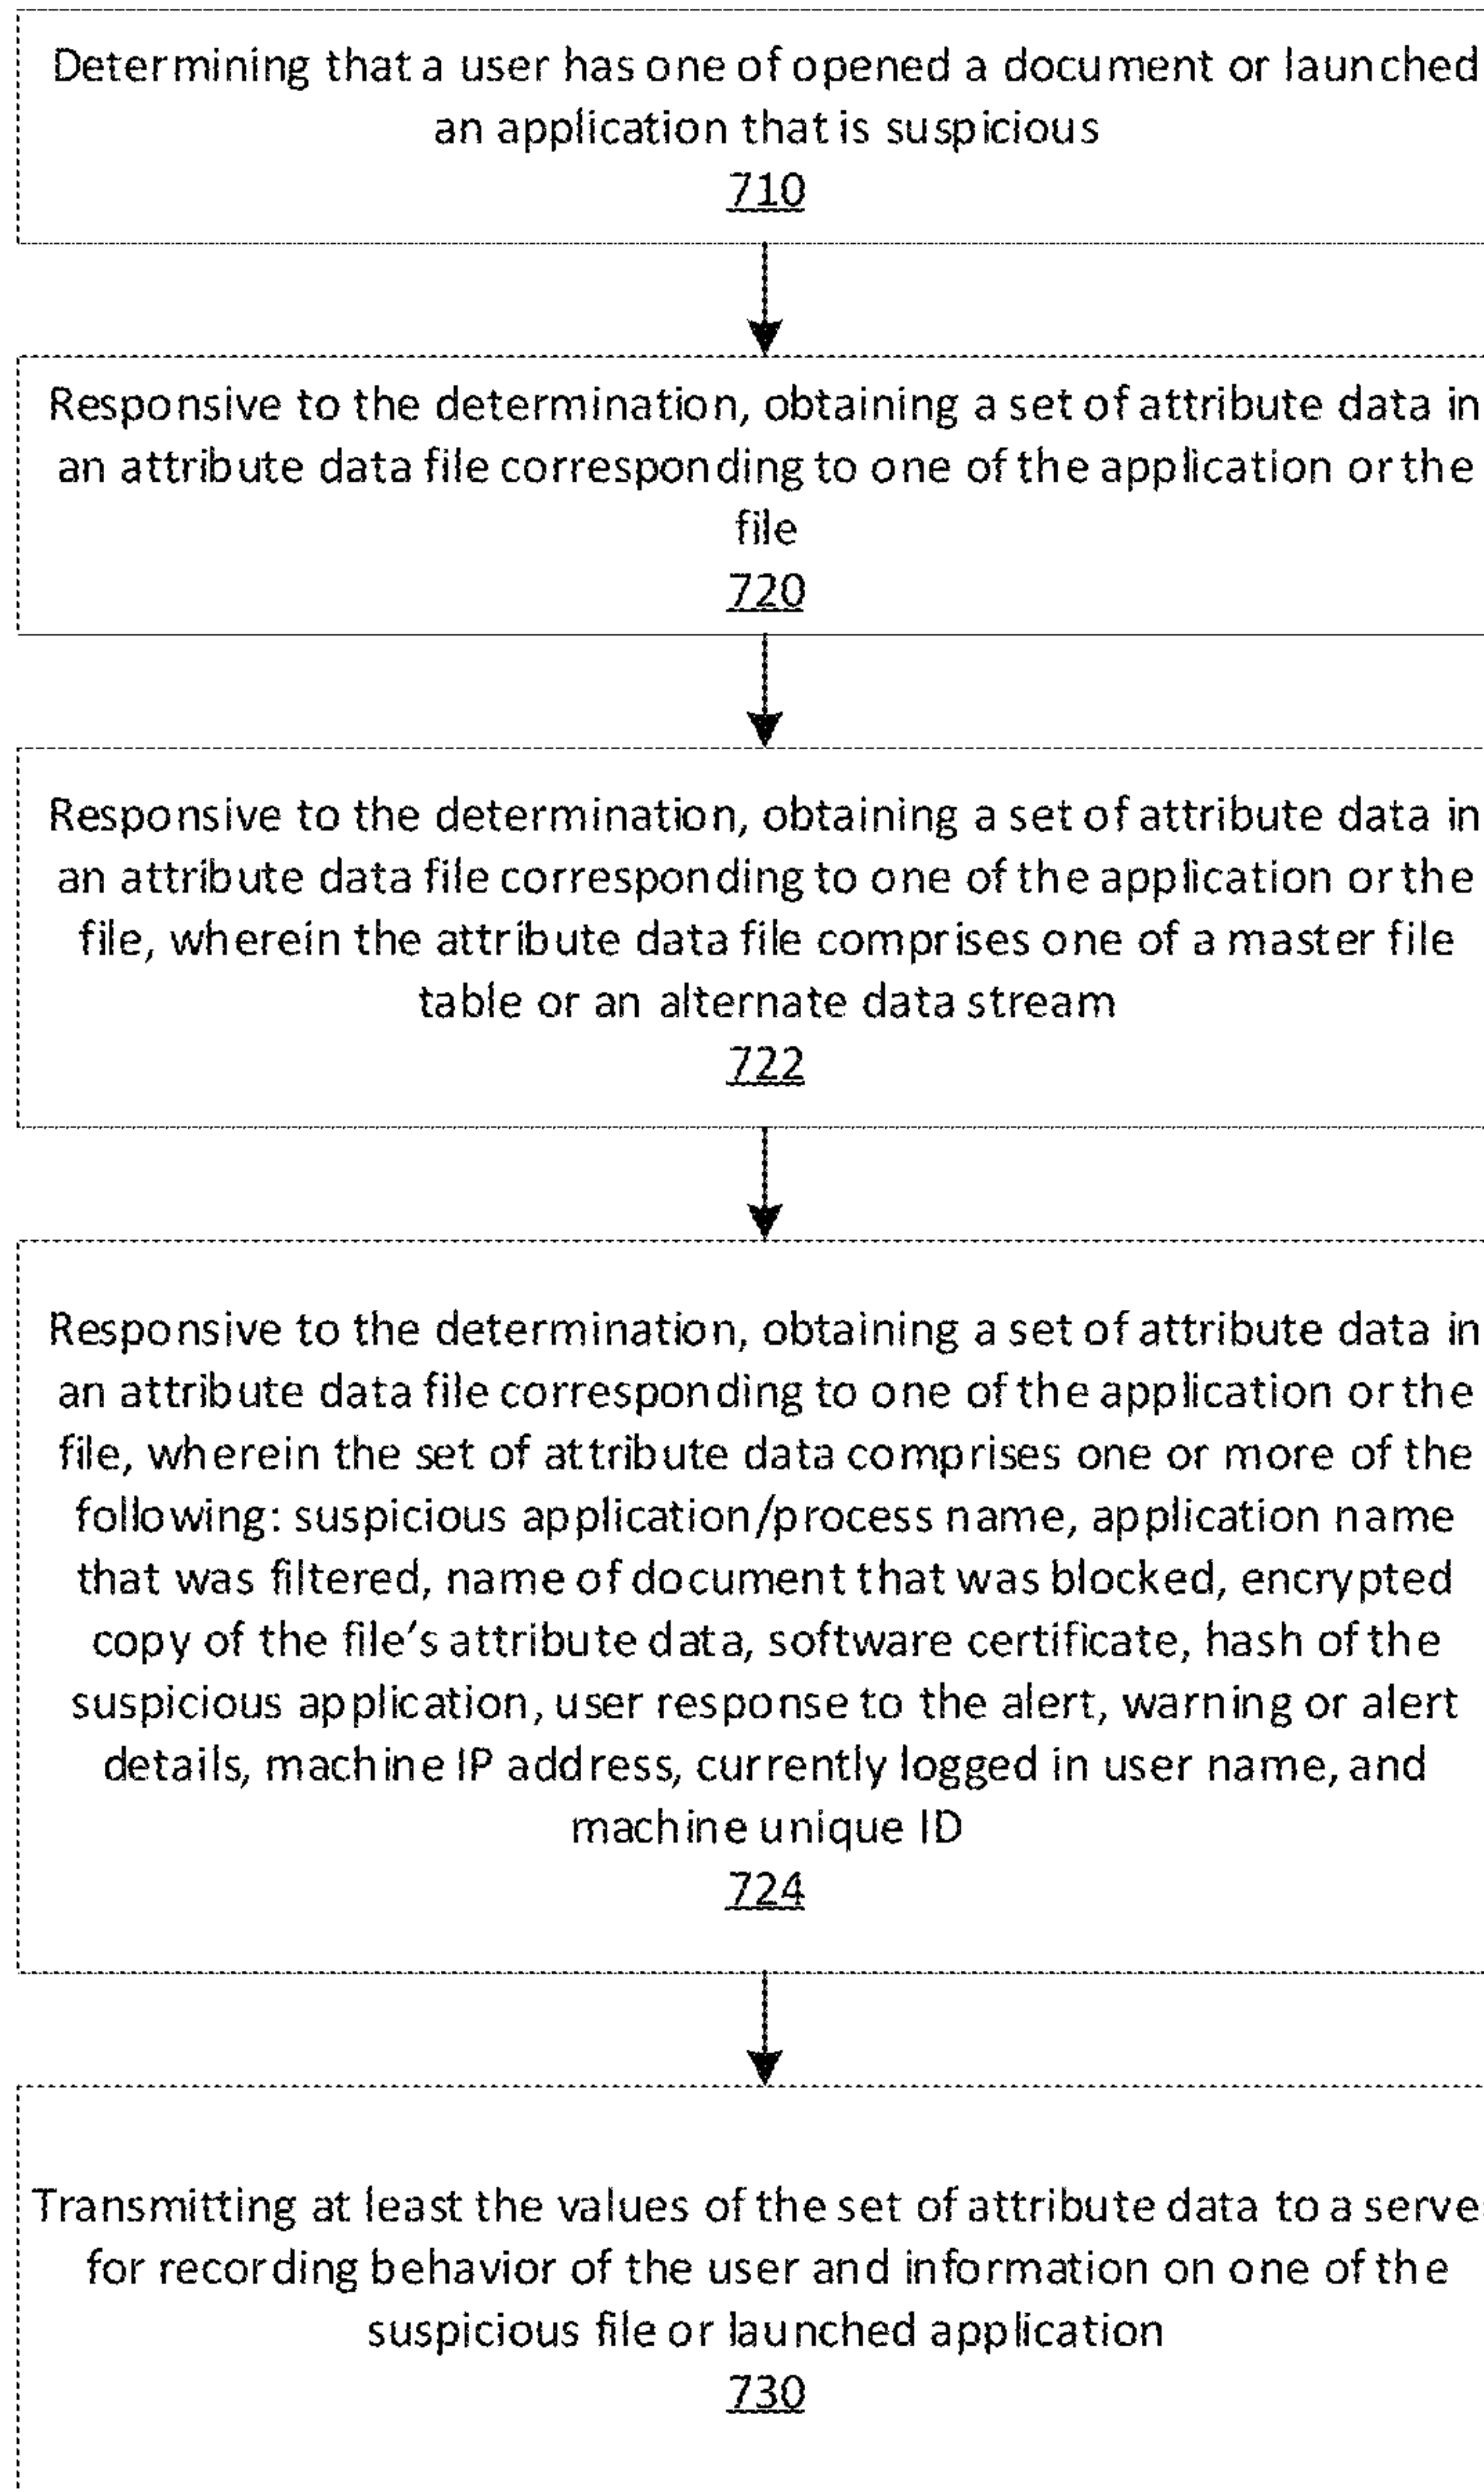 Determining that a user has one of opened a document or launched
an application that is suspicious
710
Responsive to the determination, obtaining a set of attribute data in
an attribute data file corresponding to one of the application or the
file
720
Responsive to the determination, obtaining a set of attribute data in
an attribute data file corresponding to one of the application or the
file, wherein the attribute data file comprises one of a master file
table or an alternate data stream
722
Responsive to the determination, obtaining a set of attribute data in
an attribute data file corresponding to one of the application or the
file, wherein the set of attribute data comprises one or more of the
following: suspicious application/process name, application name
that was filtered, name of document that was blocked, encrypted
copy of the file's attribute data, software certificate, hash of the
suspicious application, user response to the alert, warning or alert
details, machine IP address, currently logged in user name, and
machine unique ID
724
Transmitting at least the values of the set of attribute data to a
for recording behavior of the user and information on one of the
suspicious file or launched application
730